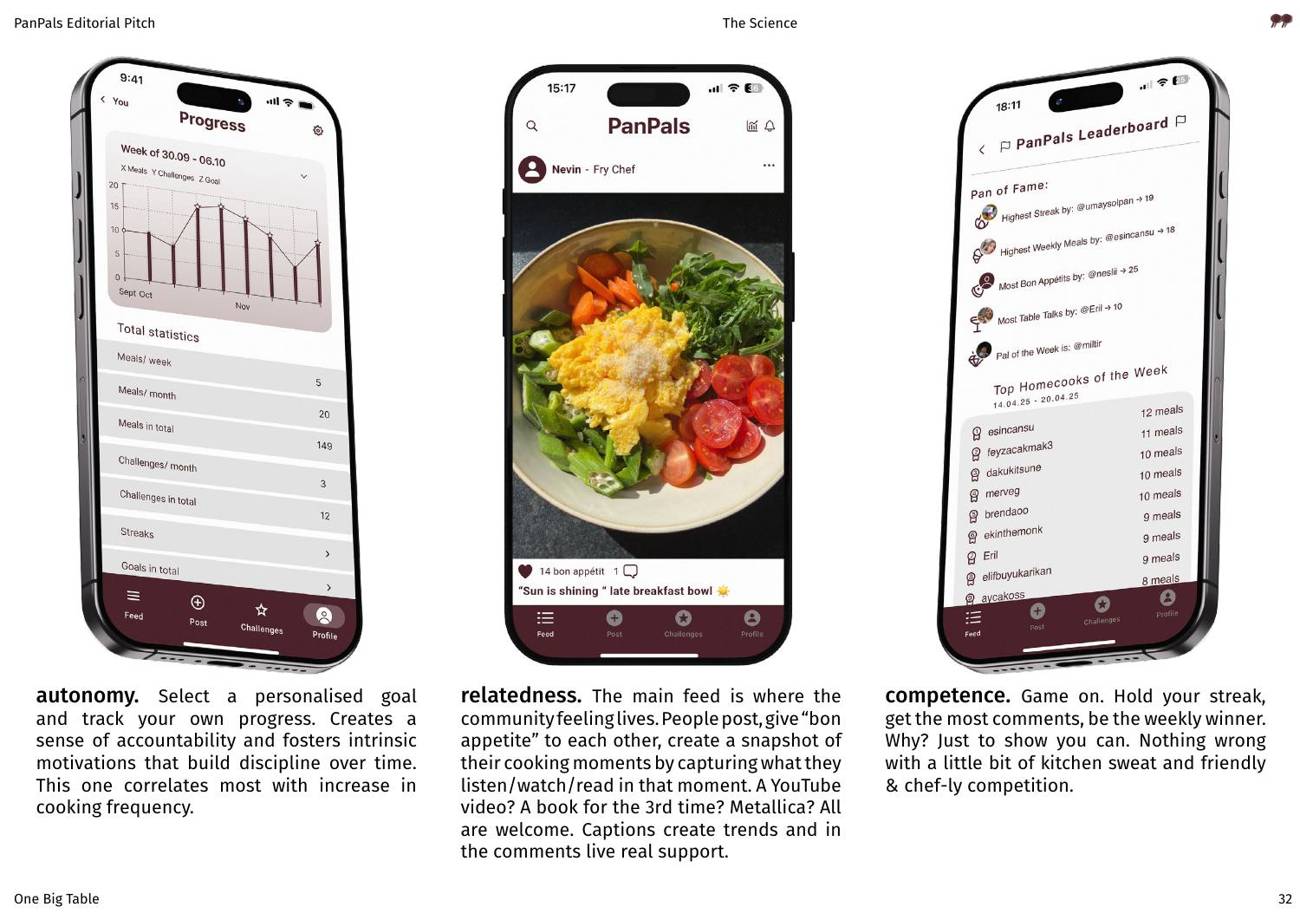 PanPals Editorial Pitch
The Science
9:41
You
Progress
Week of 30.09 - 06.10
X Meals Y Challenges Z Goal
20
15
10
5
0
Sept Oct
Nov
Total statistics
Meals/ week 5
Meals/ month 20
Meals in total 149
Challenges/ month 3
Challenges in total 12
Streaks
Goals in total
Feed
Post
Challenges
Profile
15:17
36
PanPals
Nevin - Fry Chef
14 bon appétit 1
“Sun is shining “ late breakfast bowl
Feed
Post
Challenges
Profile
18:11
PanPals Leaderboard
Pan of Fame:
Highest Streak by: @umaysolpan → 19
Highest Weekly Meals by: @esincansu → 18
Most Bon Appétits by: @neslii → 25
Most Table Talks by: @Eril → 10
Pal of the Week is: @miltir
Top Homecooks of the Week
14.04.25 - 20.04.25
esincansu 12 meals
feyzacakmak3 11 meals
dakukitsune 10 meals
merveg 10 meals
brendaoo 10 meals
ekinthemonk 9 meals
Eril 9 meals
elifbuyukarikan 9 meals
aycakoss 8 meals
Feed
Post
Challenges
Profile
autonomy. Select a personalised goal
and track your own progress. Creates a
sense of accountability and fosters intrinsic
motivations that build discipline over time.
This one correlates most with increase in
cooking frequency.
relatedness. The main feed is where the
community feeling lives. People post, give “bon
appetite” to each other, create a snapshot of
their cooking moments by capturing what they
listen/watch/read in that moment. A YouTube
video? A book for the 3rd time? Metallica? All
are welcome. Captions create trends and in
the comments live real support.
competence. Game on. Hold your streak,
get the most comments, be the weekly winner.
Why? Just to show you can. Nothing wrong
with a little bit of kitchen sweat and friendly
& chef-ly competition.
One Big Table
32